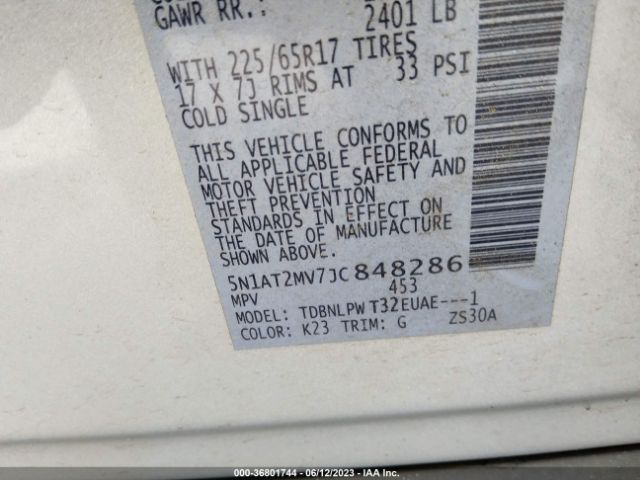 GAWR RR.:
2401 LB
WITH 225/65R17 TIRES
17 X 7J RIMS AT 33 PSI
COLD SINGLE
THIS VEHICLE CONFORMS TO
ALL APPLICABLE FEDERAL
MOTOR VEHICLE SAFETY AND
THEFT PREVENTION
STANDARDS IN EFFECT ON
THE DATE OF MANUFACTURE
SHOWN ABOVE.
5N1AT2MV7JC848286
MPV 453
MODEL: TDBNLPW T32EUAE---1
COLOR: K23 TRIM: G ZS30A
000-36801744 - 06/12/2023 - IAA Inc.